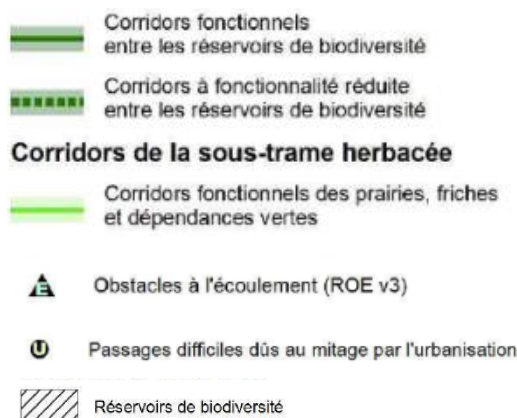 Corridors fonctionnels
entre les réservoirs de biodiversité
Corridors à fonctionnalité réduite
entre les réservoirs de biodiversité
Corridors de la sous-trame herbacée
Corridors fonctionnels des prairies, friches
et dépendances vertes
E Obstacles à l'écoulement (ROE v3)
U Passages difficiles dûs au mitage par l'urbanisation
Réservoirs de biodiversité